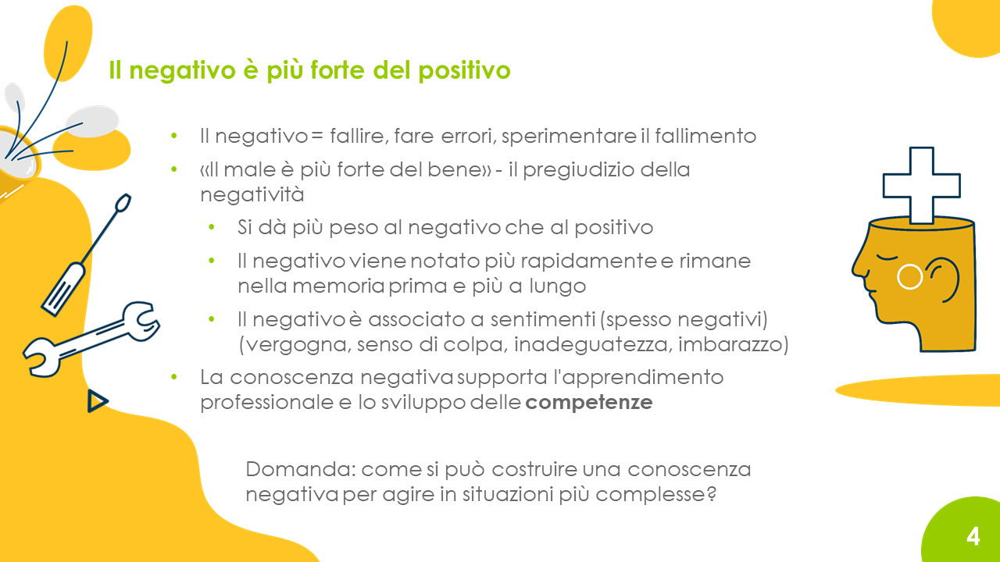 Il negativo è più forte del positivo
• Il negativo = fallire, fare errori, sperimentare il fallimento
• «Il male è più forte del bene» - il pregiudizio della
negatività
• Si dà più peso al negativo che al positivo
• Il negativo viene notato più rapidamente e rimane
nella memoria prima e più a lungo
• Il negativo è associato a sentimenti (spesso negativi)
(vergogna, senso di colpa, inadeguatezza, imbarazzo)
• La conoscenza negativa supporta l'apprendimento
professionale e lo sviluppo delle competenze
Domanda: come si può costruire una conoscenza
negativa per agire in situazioni più complesse?
4